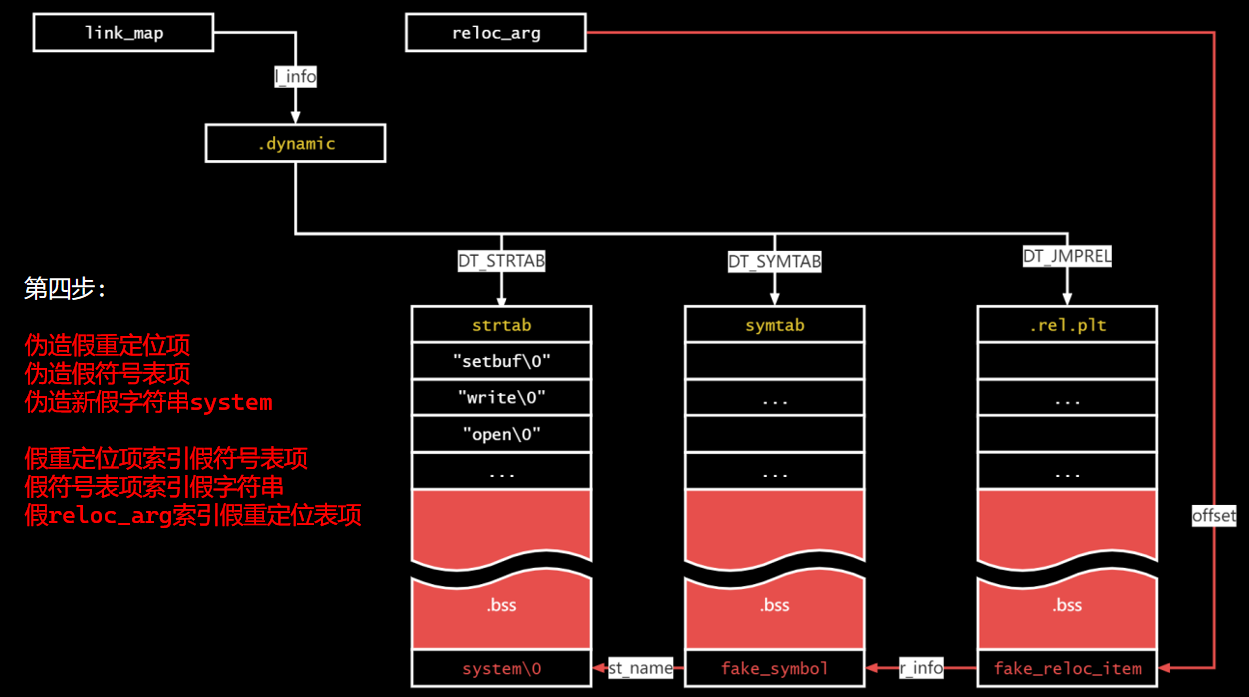 link_map
reloc_arg
l_info
.dynamic
DT_STRTAB
DT_SYMTAB
DT_JMPREL
第四步:
伪造假重定位项
伪造假符号表项
伪造新假字符串system
假重定位项索引假符号表项
假符号表项索引假字符串
假reloc_arg索引假重定位表项
strtab
symtab
.rel.plt
"setbuf\0"
"write\0"
...
...
"open\0"
...
...
...
offset
.bss
.bss
.bss
system\0
st_name
fake_symbol
r_info
fake_reloc_item